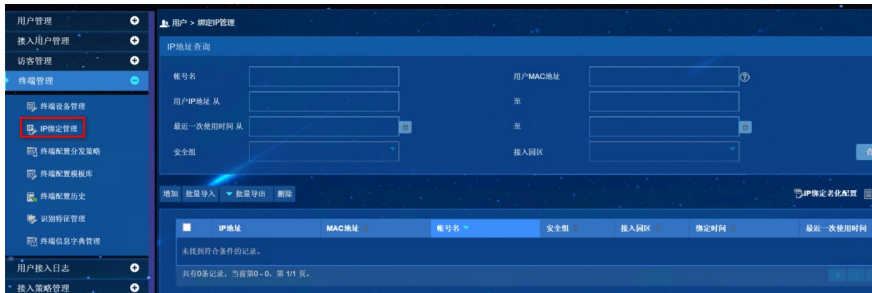 用户管理
接入用户管理
访客管理
终端管理
终端设备管理
IP绑定管理
终端配置分发策略
终端配置模板库
终端配置历史
识别特征管理
终端信息字典管理
用户接入日志
接入策略管理
用户 > 绑定IP管理
IP地址查询
帐号名 用户MAC地址
用户IP地址 从 至
最近一次使用时间 从 至
安全组 接入园区
增加 批量导入 批量导出 删除 IP绑定老化配置
IP地址 MAC地址 帐号名 安全组 接入园区 绑定时间 最近一次使用时间
未找到符合条件的记录。
共有0条记录，当前第0 - 0，第 1/1 页。